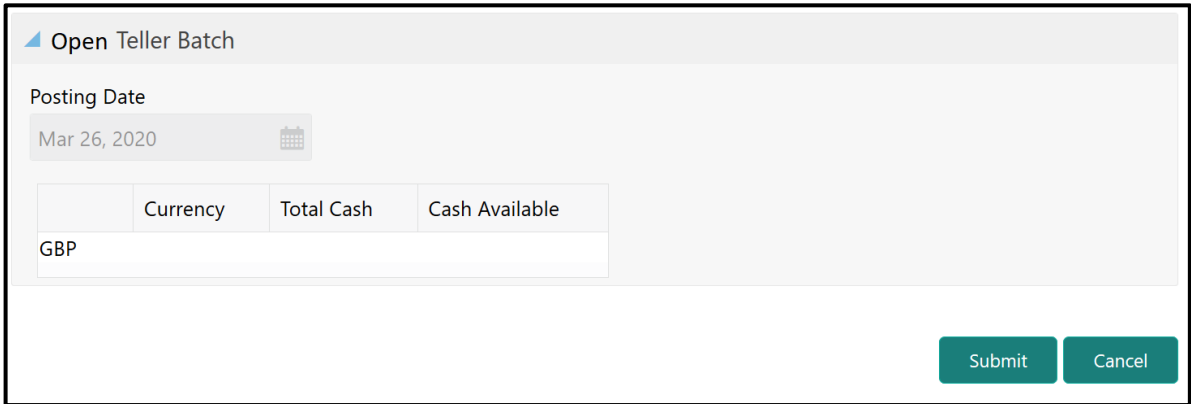 Open Teller Batch
Posting Date
Mar 26, 2020
Currency Total Cash Cash Available
GBP
Submit Cancel